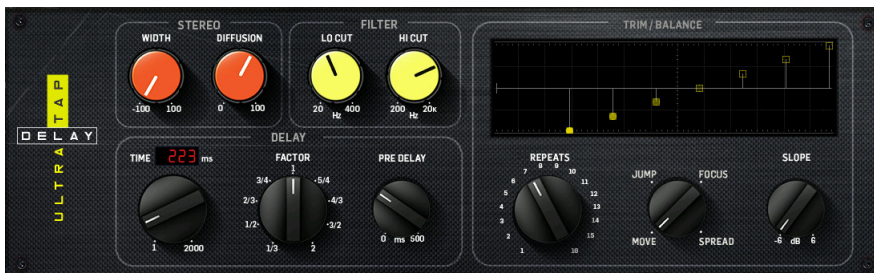 ULTRA TAP
DELAY
STEREO
WIDTH DIFFUSION
-100 100 0 100
FILTER
LO CUT HI CUT
20 400 200 20K
Hz Hz
DELAY
TIME 223 ms
1 2000
FACTOR
1/3 1/2 2/3 3/4 1 5/4 4/3 3/2 2
PRE DELAY
0 ms 500
TRIM/BALANCE
REPEATS
1 2 3 4 5 6 7 8 9 10 11 12 13 14 15 16
JUMP FOCUS
MOVE SPREAD
SLOPE
-6 dB 6